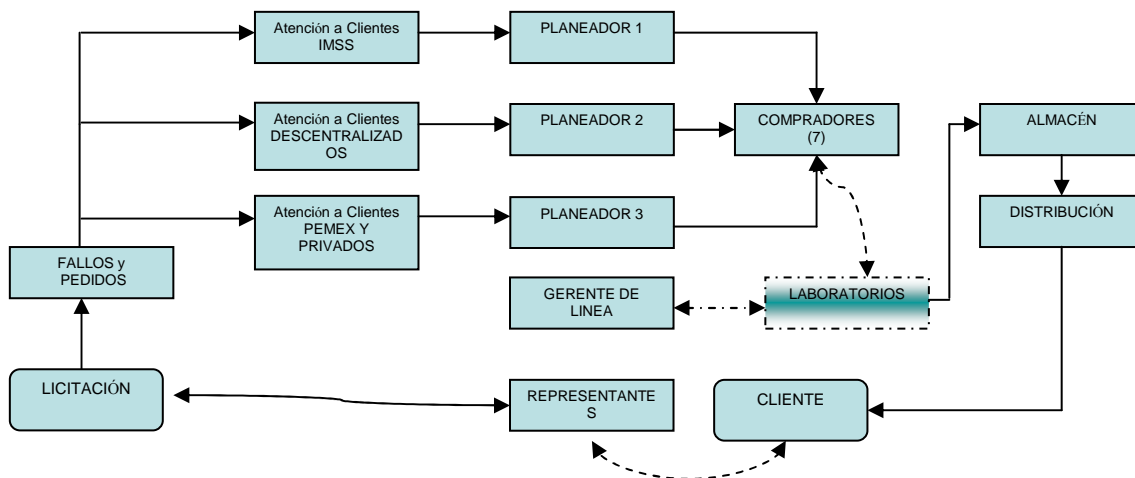 Atención a Clientes
IMSS
PLANEADOR 1
Atención a Clientes
DESCENTRALIZAD
OS
PLANEADOR 2
COMPRADORES
(7)
ALMACÉN
Atención a Clientes
PEMEX Y
PRIVADOS
PLANEADOR 3
DISTRIBUCIÓN
FALLOS y
PEDIDOS
GERENTE DE
LINEA
LABORATORIOS
LICITACIÓN
REPRESENTANTE
S
CLIENTE